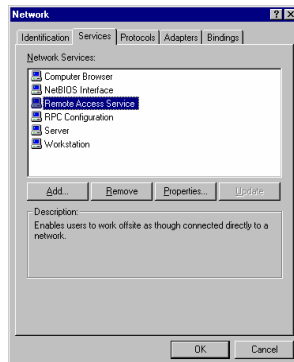 Network
Identification Services Protocols Adapters Bindings
Network Services:
Computer Browser
NetBIOS Interface
Remote Access Service
RPC Configuration
Server
Workstation
Add... Remove Properties... Update
Description:
Enables users to work offsite as though connected directly to a
network.
OK Cancel